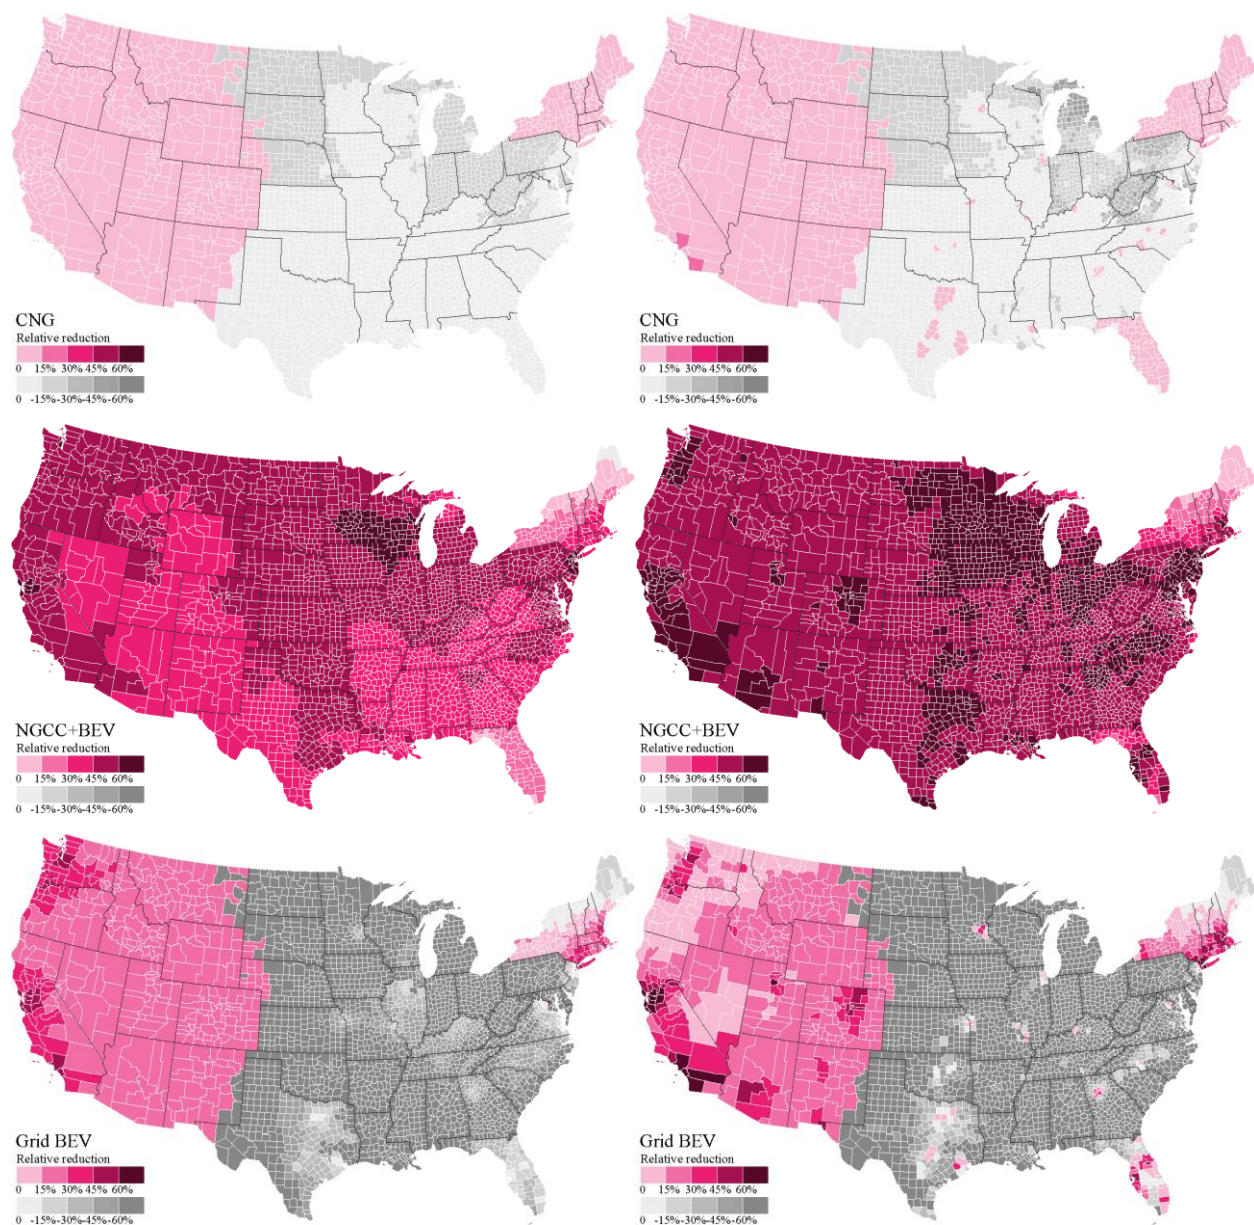 CNG
Relative reduction
0 15% 30% 45% 60%
0 -15%-30%-45%-60%
CNG
Relative reduction
0 15% 30% 45% 60%
0 -15%-30%-45%-60%
NGCC+BEV
Relative reduction
0 15% 30% 45% 60%
0 -15%-30%-45%-60%
NGCC+BEV
Relative reduction
0 15% 30% 45% 60%
0 -15%-30%-45%-60%
Grid BEV
Relative reduction
0 15% 30% 45% 60%
0 -15%-30%-45%-60%
Grid BEV
Relative reduction
0 15% 30% 45% 60%
0 -15%-30%-45%-60%